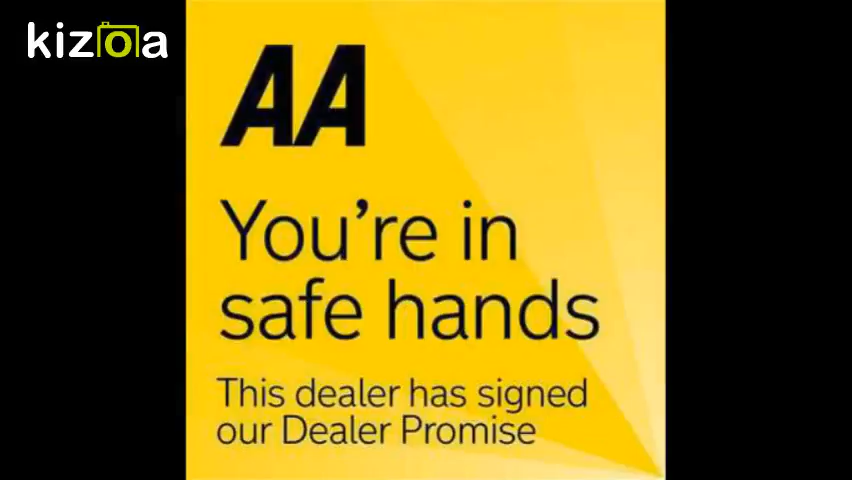 kizoa
AA
You're in
safe hands
This dealer has signed
our Dealer Promise